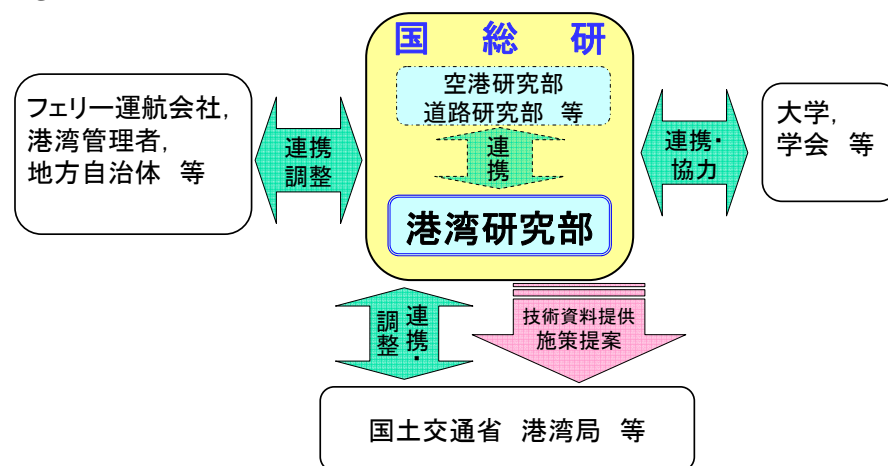 国 総 研
空港研究部
道路研究部 等
フェリー運航会社,
港湾管理者,
地方自治体 等
連携
調整
連携
連携・
協力
大学,
学会 等
港湾研究部
連携・
調整
技術資料提供
施策提案
国土交通省 港湾局 等